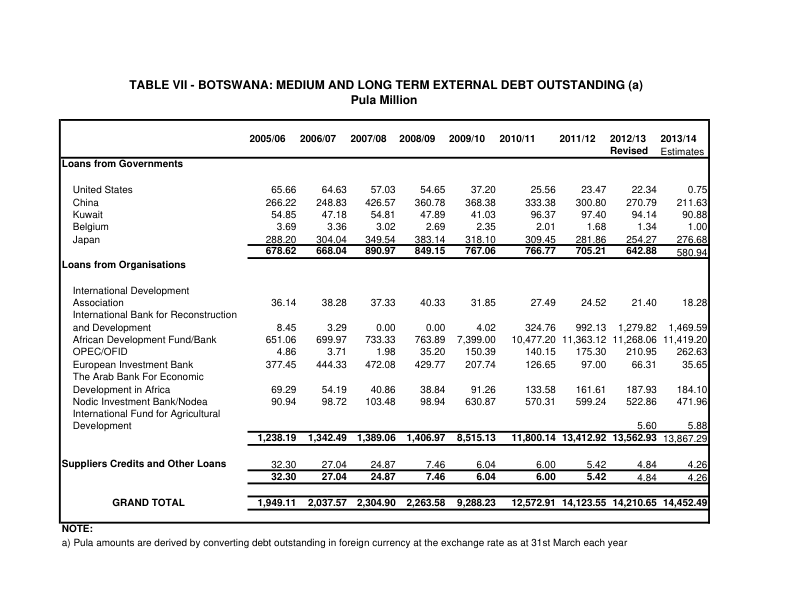 TABLE VII - BOTSWANA: MEDIUM AND LONG TERM EXTERNAL DEBT OUTSTANDING (a)
Pula Million
2005/06 2006/07 2007/08 2008/09 2009/10 2010/11 2011/12 2012/13 2013/14
Revised Estimates
Loans from Governments
United States 65.66 64.63 57.03 54.65 37.20 25.56 23.47 22.34 0.75
China 266.22 248.83 426.57 360.78 368.38 333.38 300.80 270.79 211.63
Kuwait 54.85 47.18 54.81 47.89 41.03 96.37 97.40 94.14 90.88
Belgium 3.69 3.36 3.02 2.69 2.35 2.01 1.68 1.34 1.00
Japan 288.20 304.04 349.54 383.14 318.10 309.45 281.86 254.27 276.68
678.62 668.04 890.97 849.15 767.06 766.77 705.21 642.88 580.94
Loans from Organisations
International Development
Association 36.14 38.28 37.33 40.33 31.85 27.49 24.52 21.40 18.28
International Bank for Reconstruction
and Development 8.45 3.29 0.00 0.00 4.02 324.76 992.13 1,279.82 1,469.59
African Development Fund/Bank 651.06 699.97 733.33 763.89 7,399.00 10,477.20 11,363.12 11,268.06 11,419.20
OPEC/OFID 4.86 3.71 1.98 35.20 150.39 140.15 175.30 210.95 262.63
European Investment Bank 377.45 444.33 472.08 429.77 207.74 126.65 97.00 66.31 35.65
The Arab Bank For Economic
Development in Africa 69.29 54.19 40.86 38.84 91.26 133.58 161.61 187.93 184.10
Nodic Investment Bank/Nodea 90.94 98.72 103.48 98.94 630.87 570.31 599.24 522.86 471.96
International Fund for Agricultural
Development 5.60 5.88
1,238.19 1,342.49 1,389.06 1,406.97 8,515.13 11,800.14 13,412.92 13,562.93 13,867.29
Suppliers Credits and Other Loans 32.30 27.04 24.87 7.46 6.04 6.00 5.42 4.84 4.26
32.30 27.04 24.87 7.46 6.04 6.00 5.42 4.84 4.26
GRAND TOTAL 1,949.11 2,037.57 2,304.90 2,263.58 9,288.23 12,572.91 14,123.55 14,210.65 14,452.49
NOTE:
a) Pula amounts are derived by converting debt outstanding in foreign currency at the exchange rate as at 31st March each year